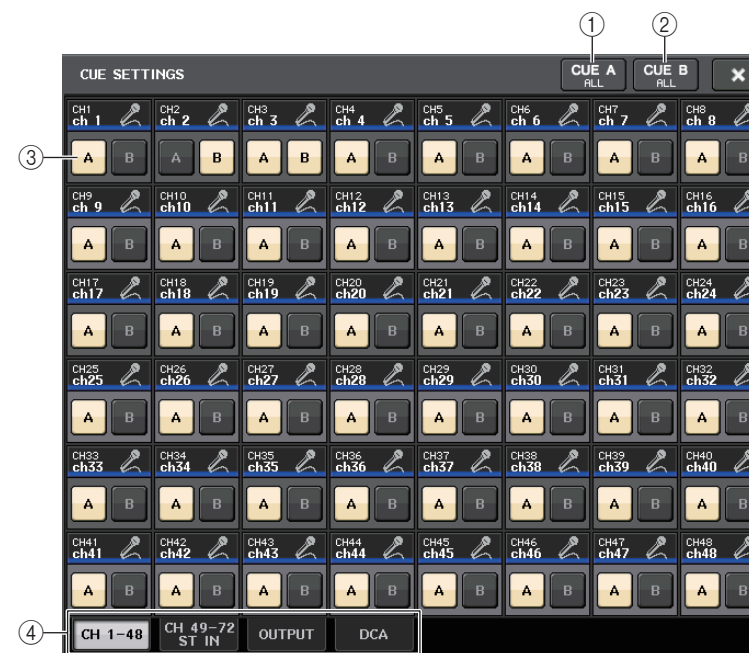 ① ②
CUE SETTINGS CUE A ALL CUE B ALL ×
CH1 CH2 CH3 CH4 CH5 CH6 CH7 CH8
ch 1 ch 2 ch 3 ch 4 ch 5 ch 6 ch 7 ch 8
③ A B A B A B A B A B A B A B A B
CH9 CH10 CH11 CH12 CH13 CH14 CH15 CH16
ch 9 ch10 ch11 ch12 ch13 ch14 ch15 ch16
A B A B A B A B A B A B A B A B
CH17 CH18 CH19 CH20 CH21 CH22 CH23 CH24
ch17 ch18 ch19 ch20 ch21 ch22 ch23 ch24
A B A B A B A B A B A B A B A B
CH25 CH26 CH27 CH28 CH29 CH30 CH31 CH32
ch25 ch26 ch27 ch28 ch29 ch30 ch31 ch32
A B A B A B A B A B A B A B A B
CH33 CH34 CH35 CH36 CH37 CH38 CH39 CH40
ch33 ch34 ch35 ch36 ch37 ch38 ch39 ch40
A B A B A B A B A B A B A B A B
CH41 CH42 CH43 CH44 CH45 CH46 CH47 CH48
ch41 ch42 ch43 ch44 ch45 ch46 ch47 ch48
A B A B A B A B A B A B A B A B
④ CH 1-48 CH 49-72 ST IN OUTPUT DCA